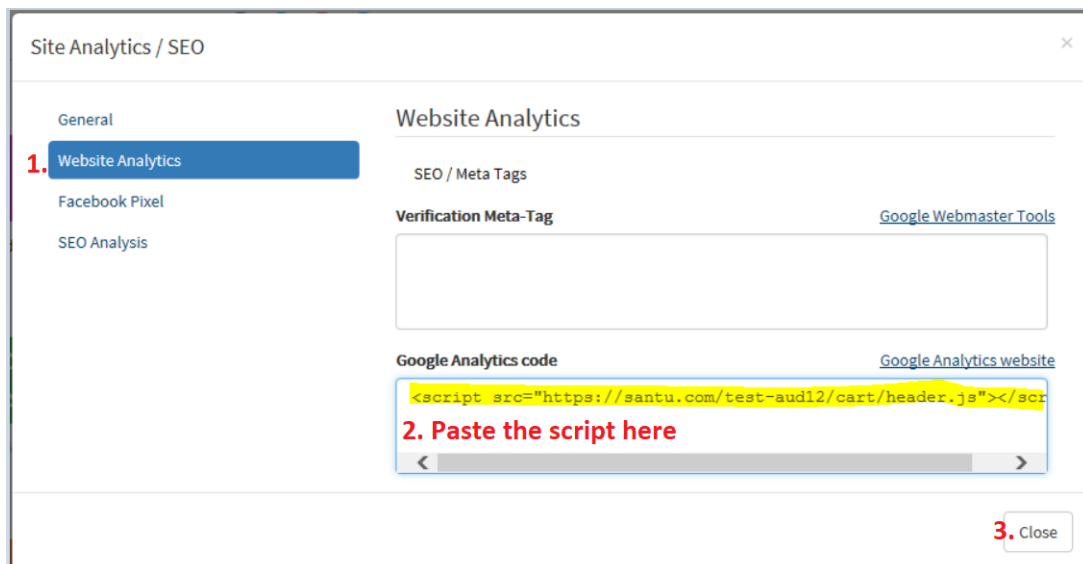 Site Analytics / SEO
×
General
1. Website Analytics
Facebook Pixel
SEO Analysis
Website Analytics
SEO / Meta Tags
Verification Meta-Tag Google Webmaster Tools
Google Analytics code Google Analytics website
<script src="https://santu.com/test-aud12/cart/header.js"></scr
2. Paste the script here
3. Close